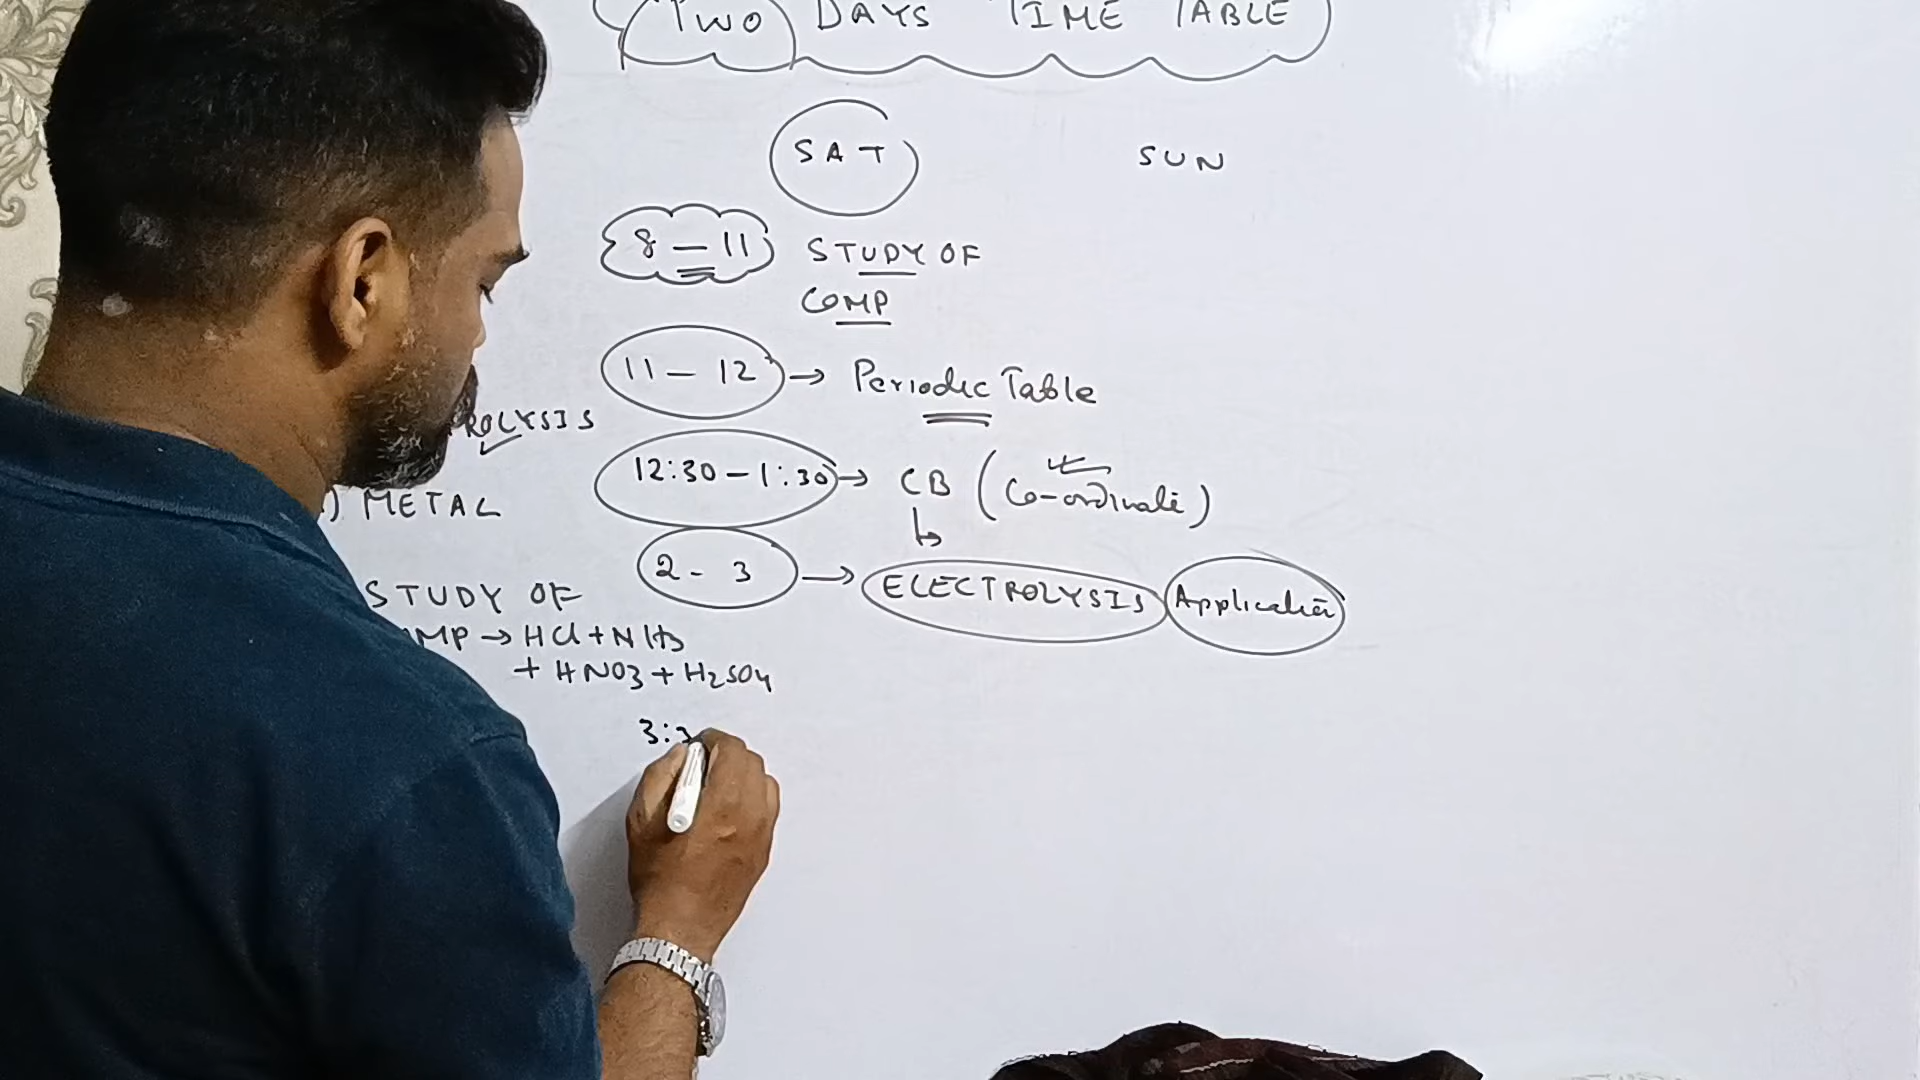 TWO DAYS TIME TABLE
SAT SUN
8 — 11 STUDY OF
COMP
11 — 12 → Periodic Table
ROLYSIS
12:30 — 1:30 → CB (Co-ordinate)
) METAL
2 - 3 → ELECTROLYSIS Application
STUDY OF
MP → HCl + NH3
+ HNO3 + H2SO4
3: